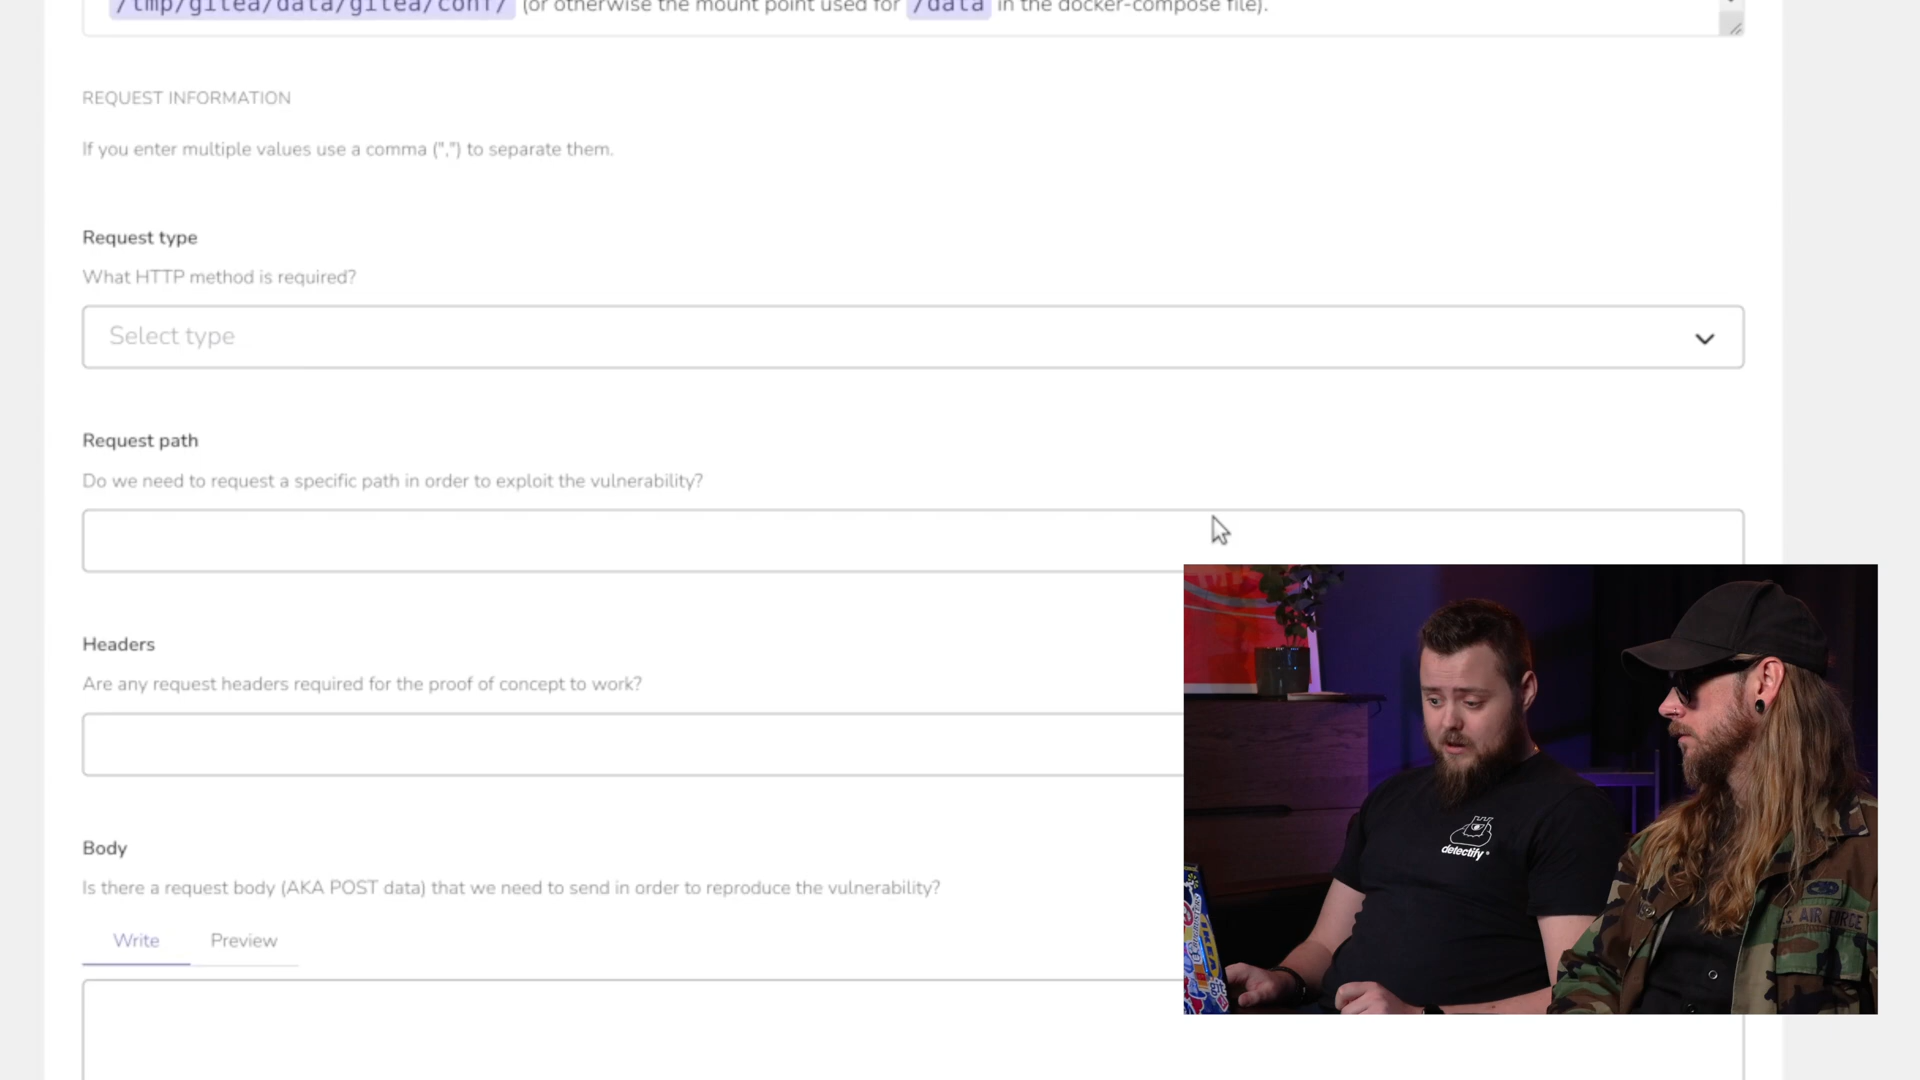 /tmp/gitea/data/gitea/conf/ (or otherwise the mount point used for /data in the docker-compose file).
REQUEST INFORMATION
If you enter multiple values use a comma (",") to separate them.
Request type
What HTTP method is required?
Select type
Request path
Do we need to request a specific path in order to exploit the vulnerability?
Headers
Are any request headers required for the proof of concept to work?
Body
Is there a request body (AKA POST data) that we need to send in order to reproduce the vulnerability?
Write Preview
detectify
U.S. AIR FORCE
git